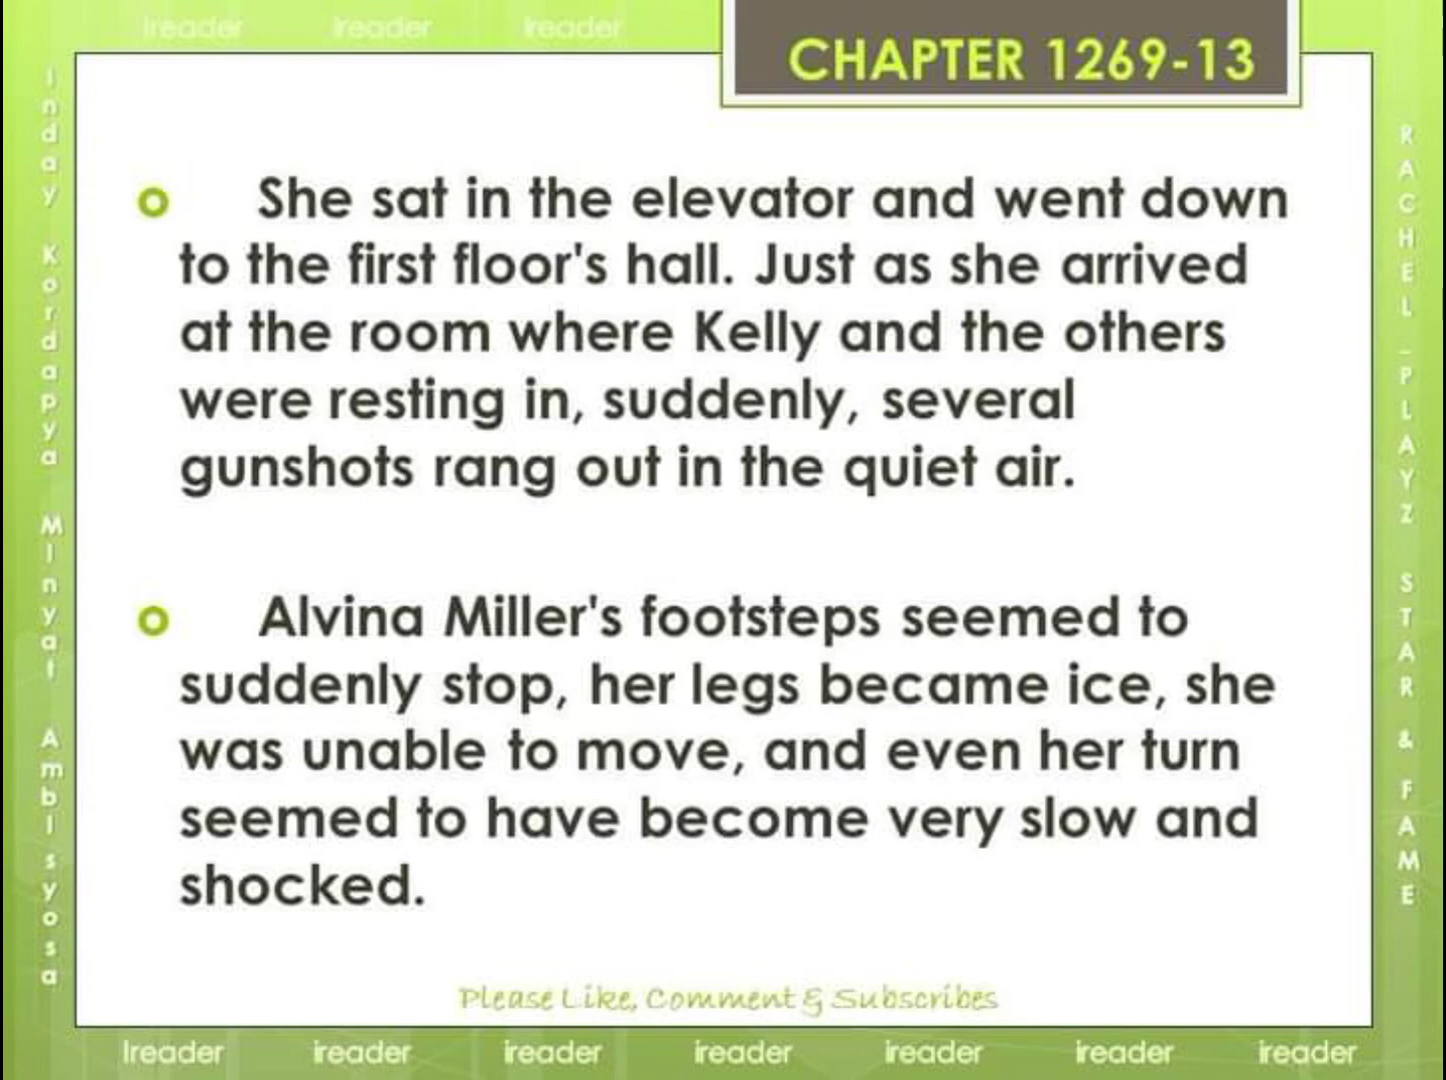 Ireader ireader ireader
CHAPTER 1269-13
She sat in the elevator and went down
to the first floor's hall. Just as she arrived
at the room where Kelly and the others
were resting in, suddenly, several
gunshots rang out in the quiet air.
Alvina Miller's footsteps seemed to
suddenly stop, her legs became ice, she
was unable to move, and even her turn
seemed to have become very slow and
shocked.
Please Like, Comment & Subscribes
Ireader ireader ireader ireader ireader ireader ireader
Inday Kordapya Minyat Ambisyosa
RACHEL_PLAYZ STAR & FAME